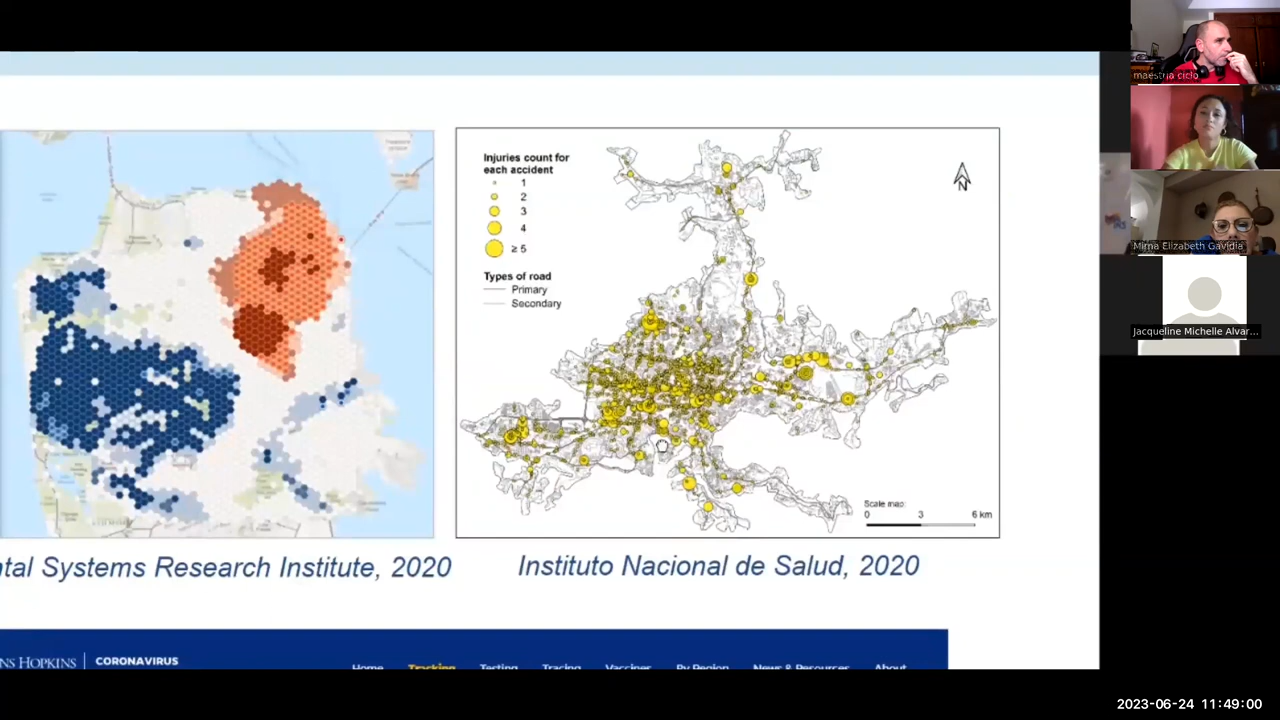 Injuries count for
each accident
1
2
3
4
≥ 5
Types of road
Primary
Secondary
N
Scale map:
0 3 6 km
ntal Systems Research Institute, 2020
Instituto Nacional de Salud, 2020
NS HOPKINS
CORONAVIRUS
Home Tracking Testing Tracing Vaccines By Region News & Resources About
maestria ciclo
Mirna Elizabeth Gavidia
Jacqueline Michelle Alvar...
2023-06-24 11:49:00